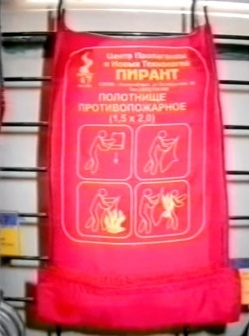 Центр Пропаганды
и Новых Технологий
ПИРАНТ
ПОЛОТНИЩЕ
ПРОТИВОПОЖАРНОЕ
(1,5 х 2,0)